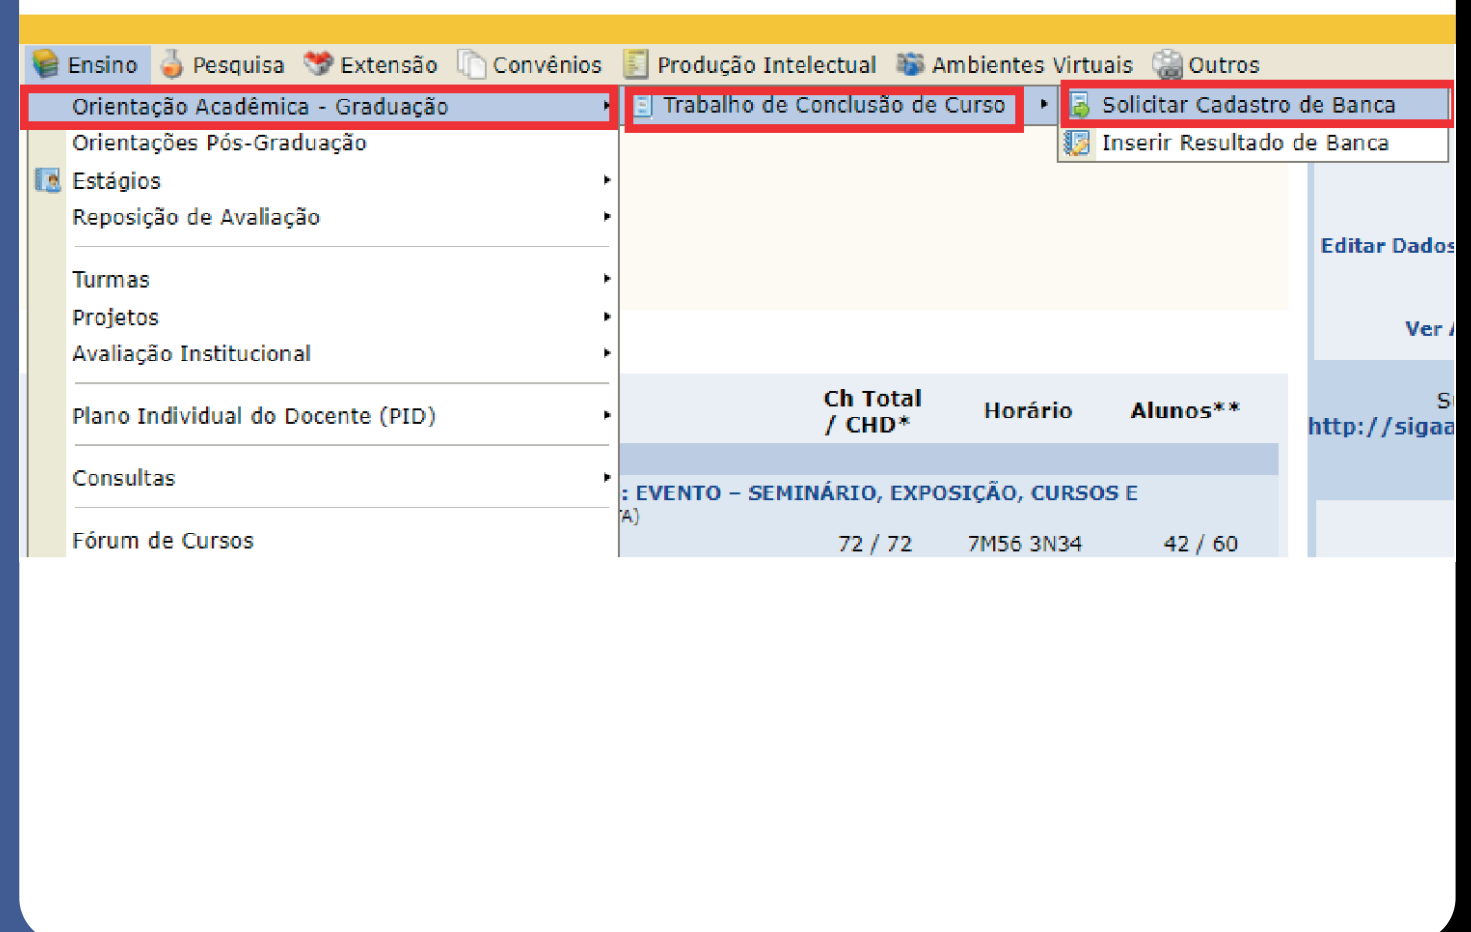 Ensino Pesquisa Extensão Convênios Produção Intelectual Ambientes Virtuais Outros
Orientação Acadêmica - Graduação
Trabalho de Conclusão de Curso
Solicitar Cadastro de Banca
Inserir Resultado de Banca
Orientações Pós-Graduação
Estágios
Reposição de Avaliação
Turmas
Projetos
Avaliação Institucional
Plano Individual do Docente (PID)
Consultas
Fórum de Cursos
Editar Dados
Ver
http://sigaa
Ch Total
/ CHD*
Horário
Alunos**
: EVENTO – SEMINÁRIO, EXPOSIÇÃO, CURSOS E
72 / 72 7M56 3N34 42 / 60